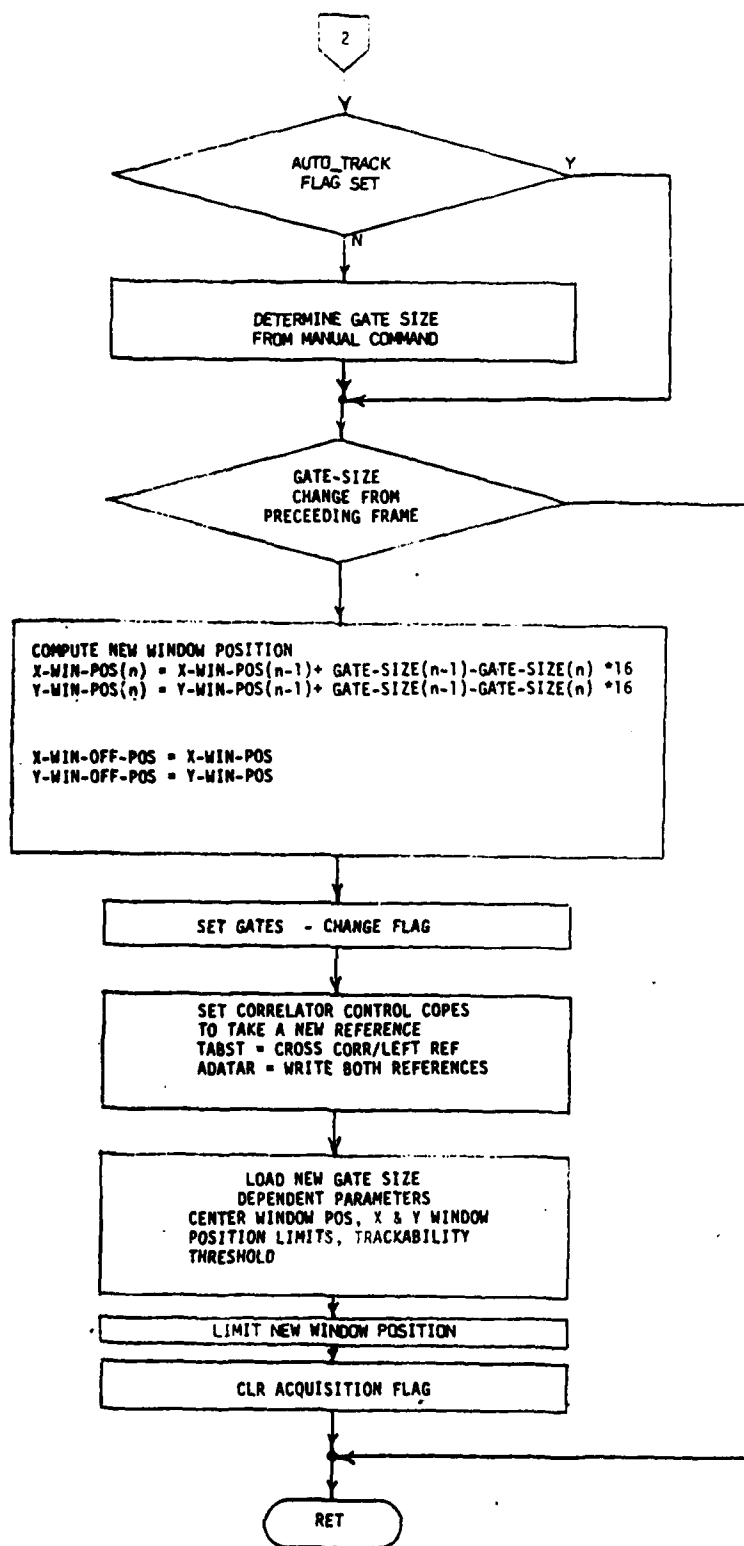 2
AUTO_TRACK
FLAG SET
Y
N
DETERMINE GATE SIZE
FROM MANUAL COMMAND
GATE-SIZE
CHANGE FROM
PRECEEDING FRAME
COMPUTE NEW WINDOW POSITION
X-WIN-POS(n) = X-WIN-POS(n-1)+ GATE-SIZE(n-1)-GATE-SIZE(n) *16
Y-WIN-POS(n) = Y-WIN-POS(n-1)+ GATE-SIZE(n-1)-GATE-SIZE(n) *16
X-WIN-OFF-POS = X-WIN-POS
Y-WIN-OFF-POS = Y-WIN-POS
SET GATES - CHANGE FLAG
SET CORRELATOR CONTROL COPES
TO TAKE A NEW REFERENCE
TABST = CROSS CORR/LEFT REF
ADATAR = WRITE BOTH REFERENCES
LOAD NEW GATE SIZE
DEPENDENT PARAMETERS
CENTER WINDOW POS, X & Y WINDOW
POSITION LIMITS, TRACKABILITY
THRESHOLD
LIMIT NEW WINDOW POSITION
CLR ACQUISITION FLAG
RET